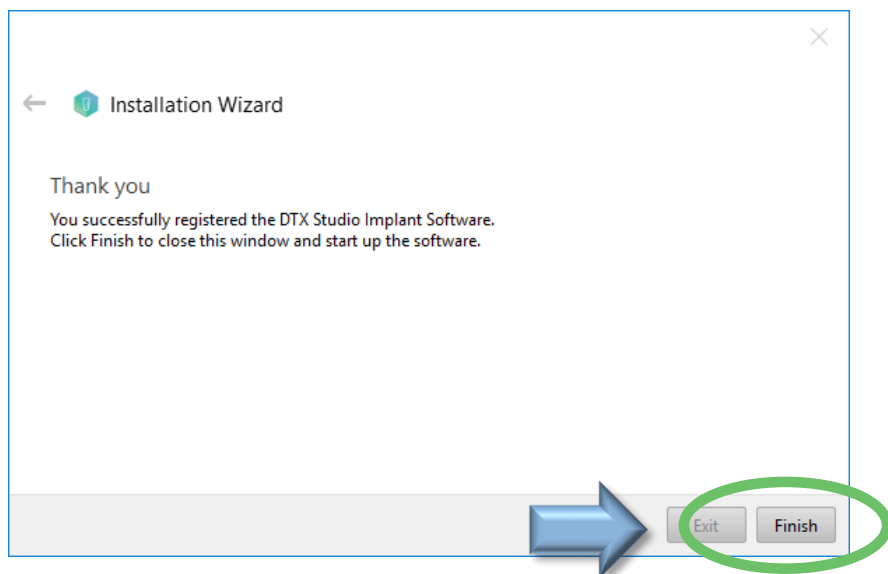 Installation Wizard
Thank you
You successfully registered the DTX Studio Implant Software.
Click Finish to close this window and start up the software.
Exit Finish